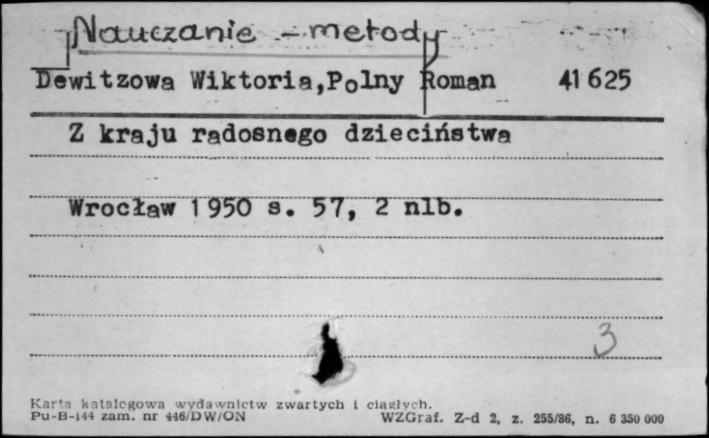 Nauczanie - metody
Dewitzowa Wiktoria, Polny Roman 41625
Z kraju radosnego dzieciństwa
Wrocław 1950 s. 57, 2 nlb.
3
Karta katalogowa wydawnictw zwartych i ciągłych.
Pu-B-144 zam. nr 446/DW/ON WZGraf. Z-d 2, z. 255/86, n. 6 350 000